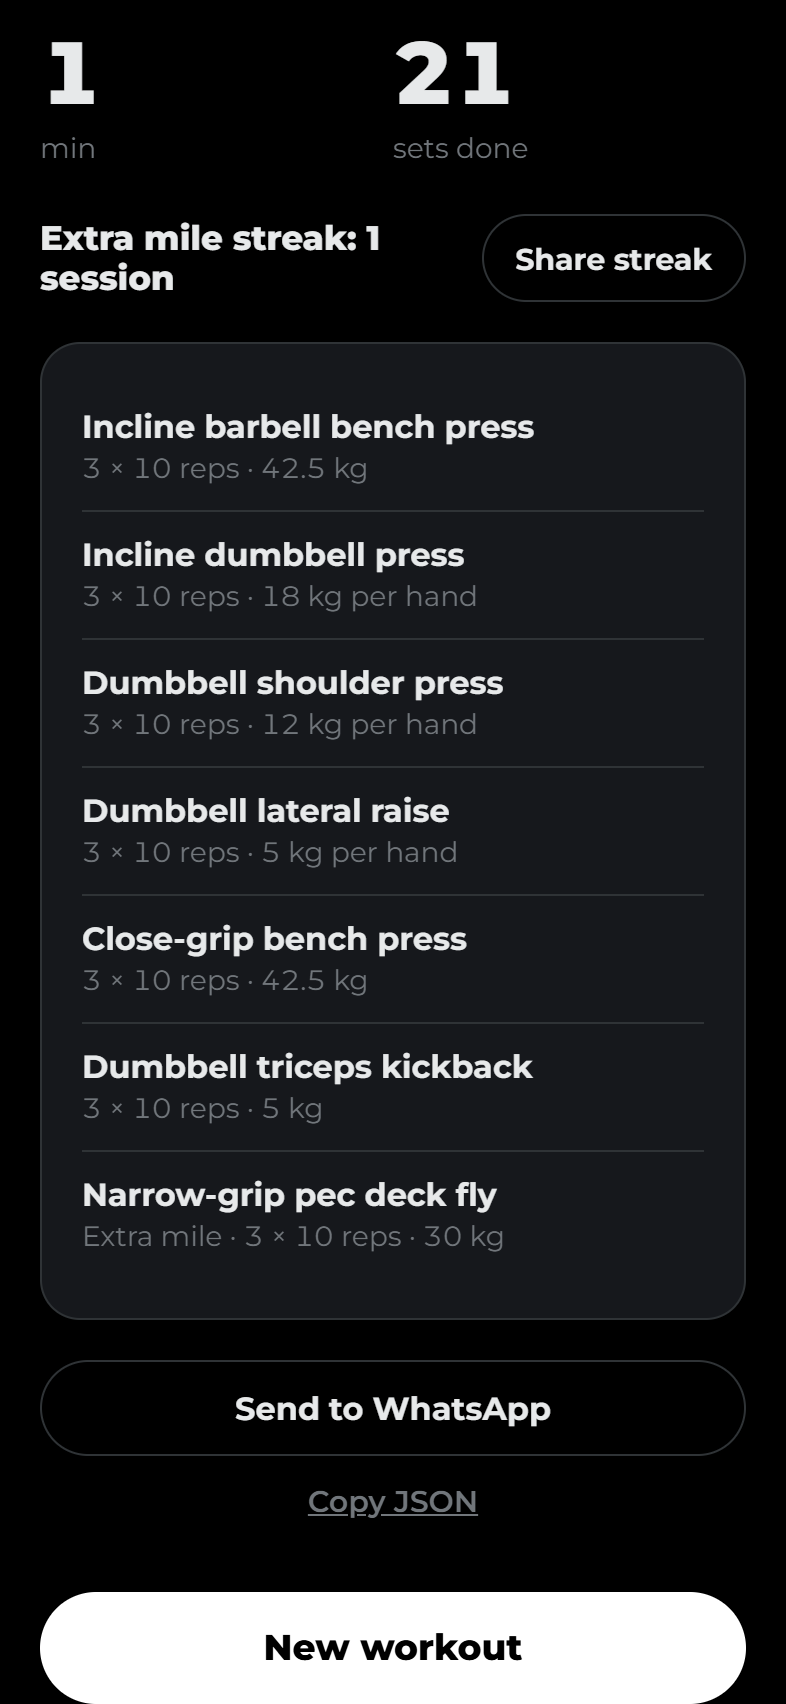 1
min
21
sets done
Extra mile streak: 1
session
Share streak
Incline barbell bench press
3 × 10 reps · 42.5 kg
Incline dumbbell press
3 × 10 reps · 18 kg per hand
Dumbbell shoulder press
3 × 10 reps · 12 kg per hand
Dumbbell lateral raise
3 × 10 reps · 5 kg per hand
Close-grip bench press
3 × 10 reps · 42.5 kg
Dumbbell triceps kickback
3 × 10 reps · 5 kg
Narrow-grip pec deck fly
Extra mile · 3 × 10 reps · 30 kg
Send to WhatsApp
Copy JSON
New workout